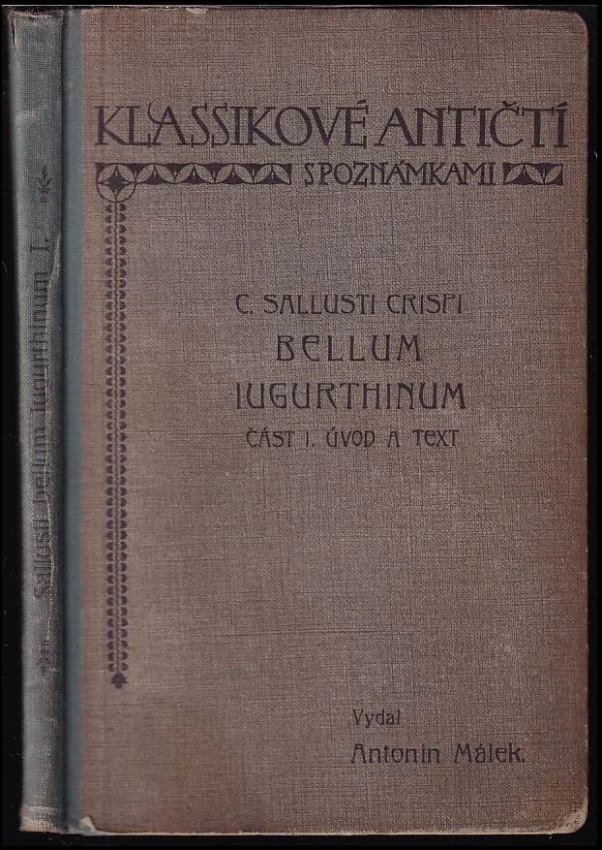 KLASSIKOVÉ ANTIČTÍ
S POZNÁMKAMI
C. SALLUSTI CRISPI
BELLUM
IUGURTHINUM
ČÁST I. ÚVOD A TEXT
Vydal
Antonín Málek.
Sallusti bellum Iugurthinum I.